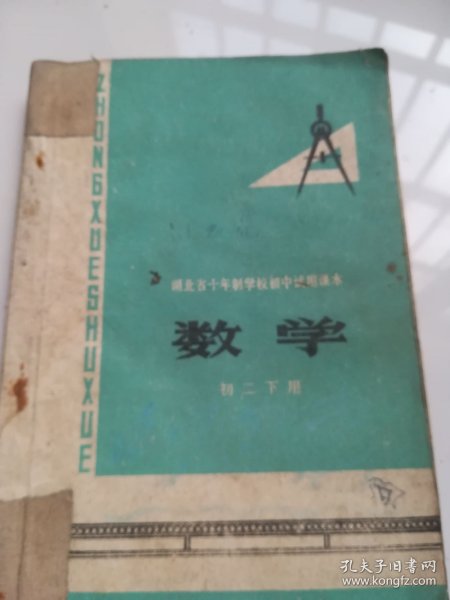 ZHONGXUESHUXUE
湖北省十年制学校初中试用课本
数学
初二下用
孔夫子旧书网
www.kongfz.com